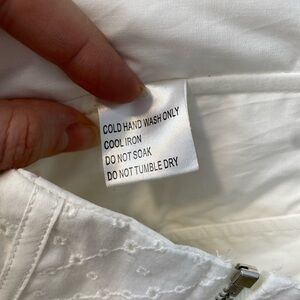 COLD HAND WASH ONLY
COOL IRON
DO NOT SOAK
DO NOT TUMBLE DRY